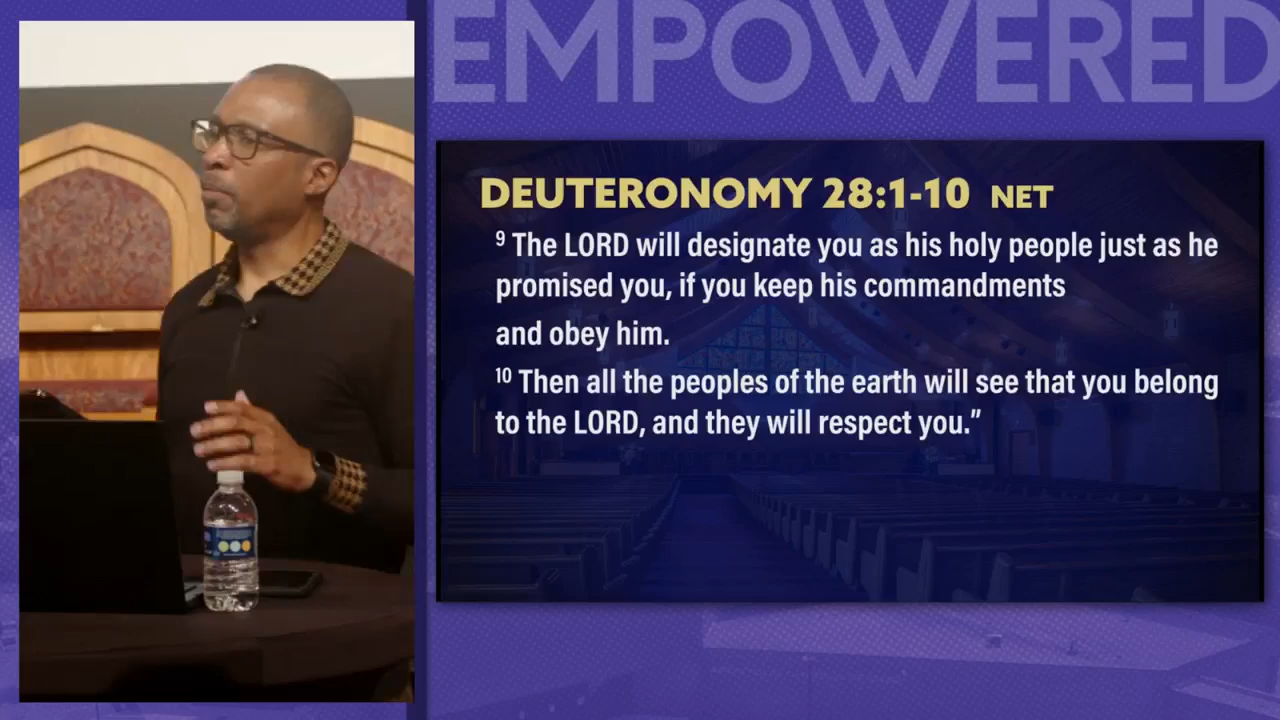 EMPOWERED
DEUTERONOMY 28:1-10 NET
9 The LORD will designate you as his holy people just as he
promised you, if you keep his commandments
and obey him.
10 Then all the peoples of the earth will see that you belong
to the LORD, and they will respect you.”